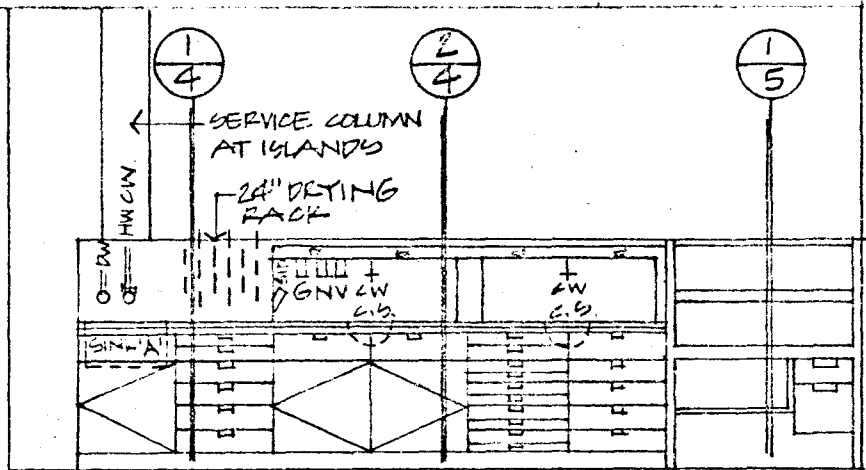 1
4
2
4
1
5
SERVICE COLUMN
AT ISLANDS
24" DRYING
RACK
DW
HW CW
GNV
CW
C.S.
CW
C.S.
SINK 'A'